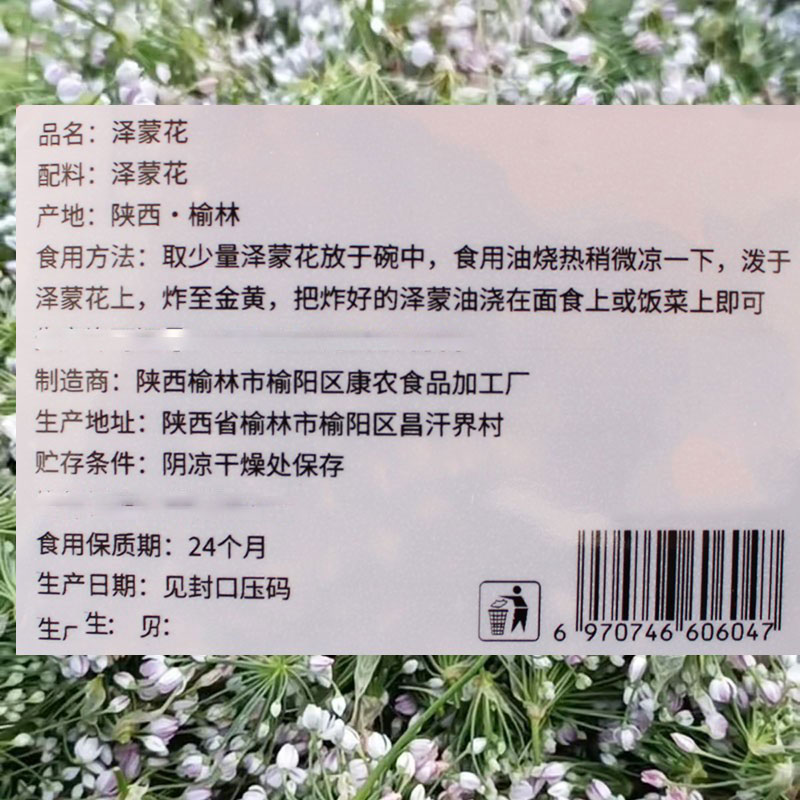 品名：泽蒙花
配料：泽蒙花
产地：陕西·榆林
食用方法：取少量泽蒙花放于碗中，食用油烧热稍微凉一下，泼于
泽蒙花上，炸至金黄，把炸好的泽蒙油浇在面食上或饭菜上即可
制造商：陕西榆林市榆阳区康农食品加工厂
生产地址：陕西省榆林市榆阳区昌汗界村
贮存条件：阴凉干燥处保存
食用保质期：24个月
生产日期：见封口压码
6 970746 606047